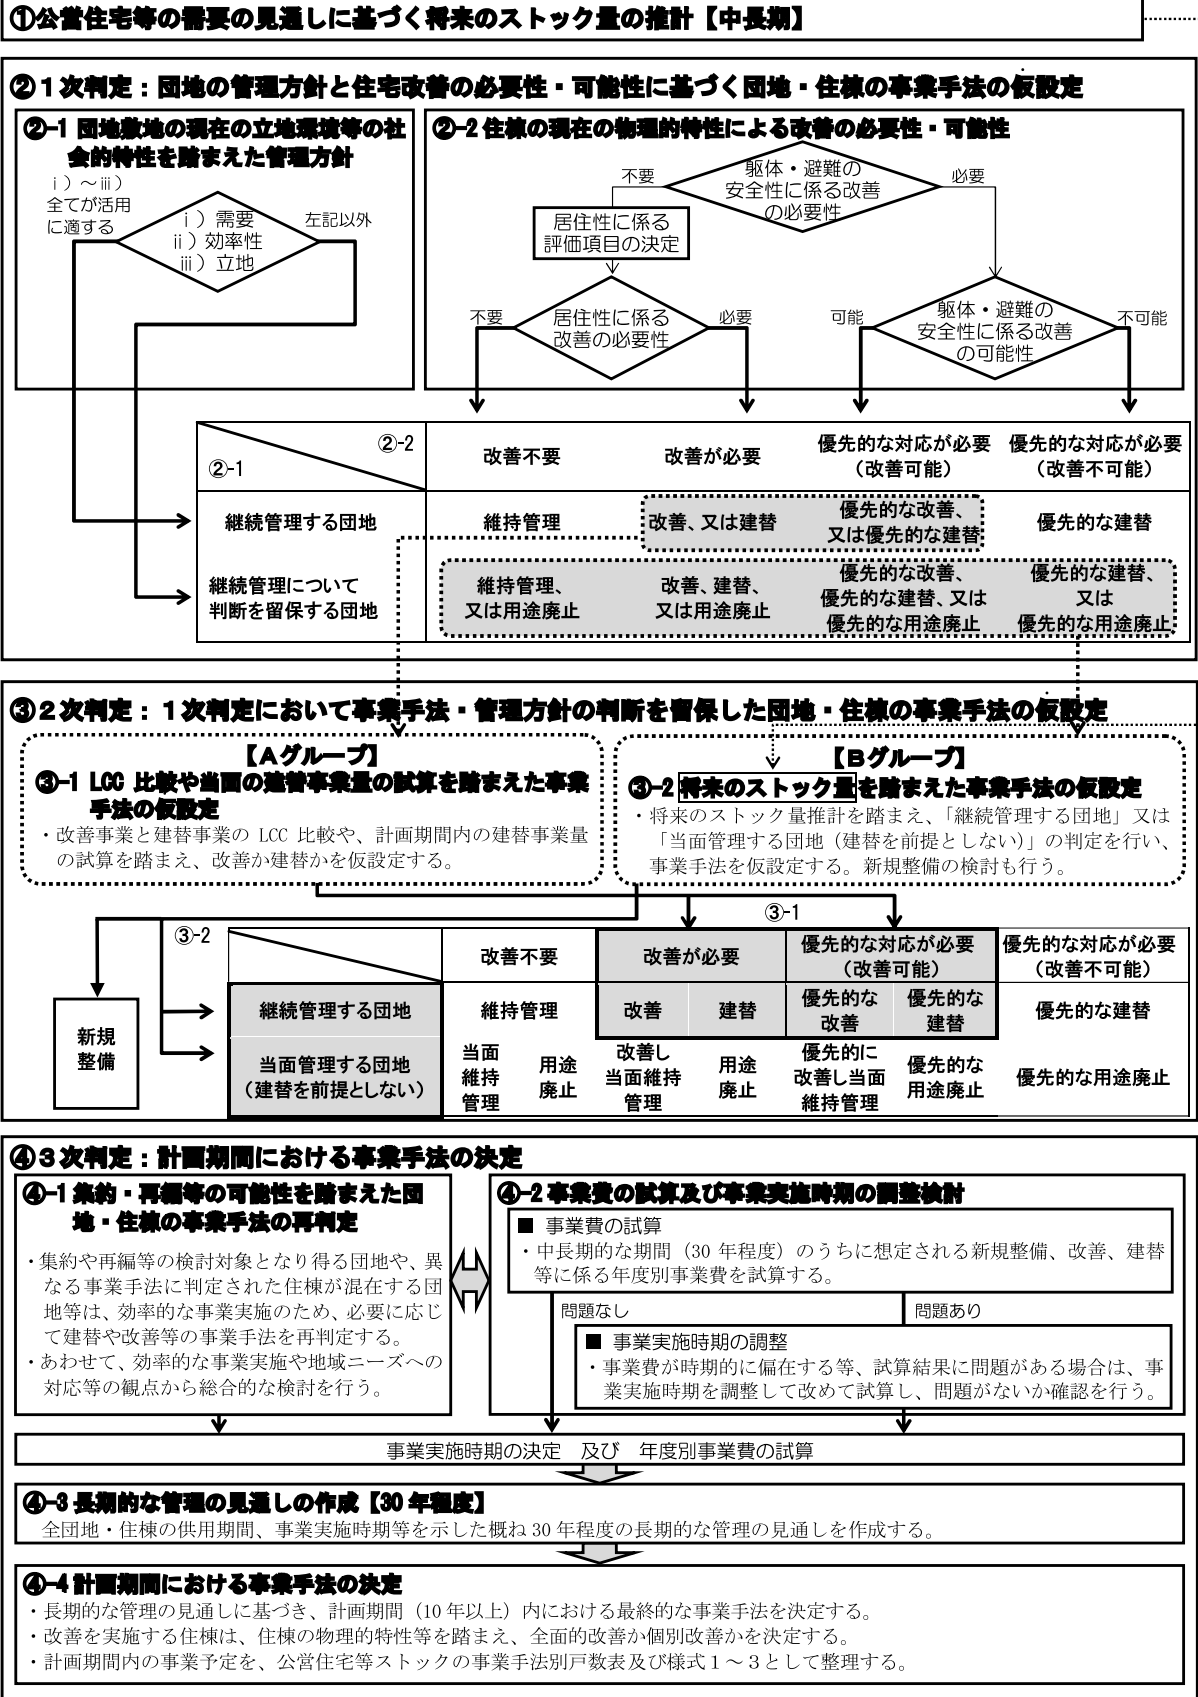 ①公営住宅等の需要の見通しに基づく将来のストック量の推計【中長期】
②１次判定：団地の管理方針と住宅改善の必要性・可能性に基づく団地・住棟の事業手法の仮設定
②-1 団地敷地の現在の立地環境等の社
会的特性を踏まえた管理方針
ⅰ）～ⅲ）
全てが活用
に適する
ⅰ）需要
ⅱ）効率性
ⅲ）立地
左記以外
②-2 住棟の現在の物理的特性による改善の必要性・可能性
不要
躯体・避難の
安全性に係る改善
の必要性
必要
居住性に係る
評価項目の決定
不要
居住性に係る
改善の必要性
必要
可能
躯体・避難の
安全性に係る改善
の可能性
不可能
②-2
②-1
改善不要
改善が必要
優先的な対応が必要
（改善可能）
優先的な対応が必要
（改善不可能）
継続管理する団地
維持管理
改善、又は建替
優先的な改善、
又は優先的な建替
優先的な建替
継続管理について
判断を留保する団地
維持管理、
又は用途廃止
改善、建替、
又は用途廃止
優先的な改善、
優先的な建替、又は
優先的な用途廃止
優先的な建替、
又は
優先的な用途廃止
③２次判定：１次判定において事業手法・管理方針の判断を留保した団地・住棟の事業手法の仮設定
【Ａグループ】
③-1 LCC 比較や当面の建替事業量の試算を踏まえた事業
手法の仮設定
・改善事業と建替事業の LCC 比較や、計画期間内の建替事業量
の試算を踏まえ、改善か建替かを仮設定する。
【Ｂグループ】
③-2 将来のストック量を踏まえた事業手法の仮設定
・将来のストック量推計を踏まえ、「継続管理する団地」又は
「当面管理する団地（建替を前提としない）」の判定を行い、
事業手法を仮設定する。新規整備の検討も行う。
③-1
③-2
新規
整備
改善不要
改善が必要
優先的な対応が必要
（改善可能）
優先的な対応が必要
（改善不可能）
継続管理する団地
維持管理
改善
建替
優先的な
改善
優先的な
建替
優先的な建替
当面管理する団地
（建替を前提としない）
当面
維持
管理
用途
廃止
改善し
当面維持
管理
用途
廃止
優先的に
改善し当面
維持管理
優先的な
用途廃止
優先的な用途廃止
④３次判定：計画期間における事業手法の決定
④-1 集約・再編等の可能性を踏まえた団
地・住棟の事業手法の再判定
・集約や再編等の検討対象となり得る団地や、異
なる事業手法に判定された住棟が混在する団
地等は、効率的な事業実施のため、必要に応じ
て建替や改善等の事業手法を再判定する。
・あわせて、効率的な事業実施や地域ニーズへの
対応等の観点から総合的な検討を行う。
④-2 事業費の試算及び事業実施時期の調整検討
■ 事業費の試算
・中長期的な期間（30 年程度）のうちに想定される新規整備、改善、建替
等に係る年度別事業費を試算する。
問題なし
問題あり
■ 事業実施時期の調整
・事業費が時期的に偏在する等、試算結果に問題がある場合は、事
業実施時期を調整して改めて試算し、問題がないか確認を行う。
事業実施時期の決定　及び　年度別事業費の試算
④-3 長期的な管理の見通しの作成【30 年程度】
全団地・住棟の供用期間、事業実施時期等を示した概ね 30 年程度の長期的な管理の見通しを作成する。
④-4 計画期間における事業手法の決定
・長期的な管理の見通しに基づき、計画期間（10 年以上）内における最終的な事業手法を決定する。
・改善を実施する住棟は、住棟の物理的特性等を踏まえ、全面的改善か個別改善かを決定する。
・計画期間内の事業予定を、公営住宅等ストックの事業手法別戸数表及び様式１～３として整理する。